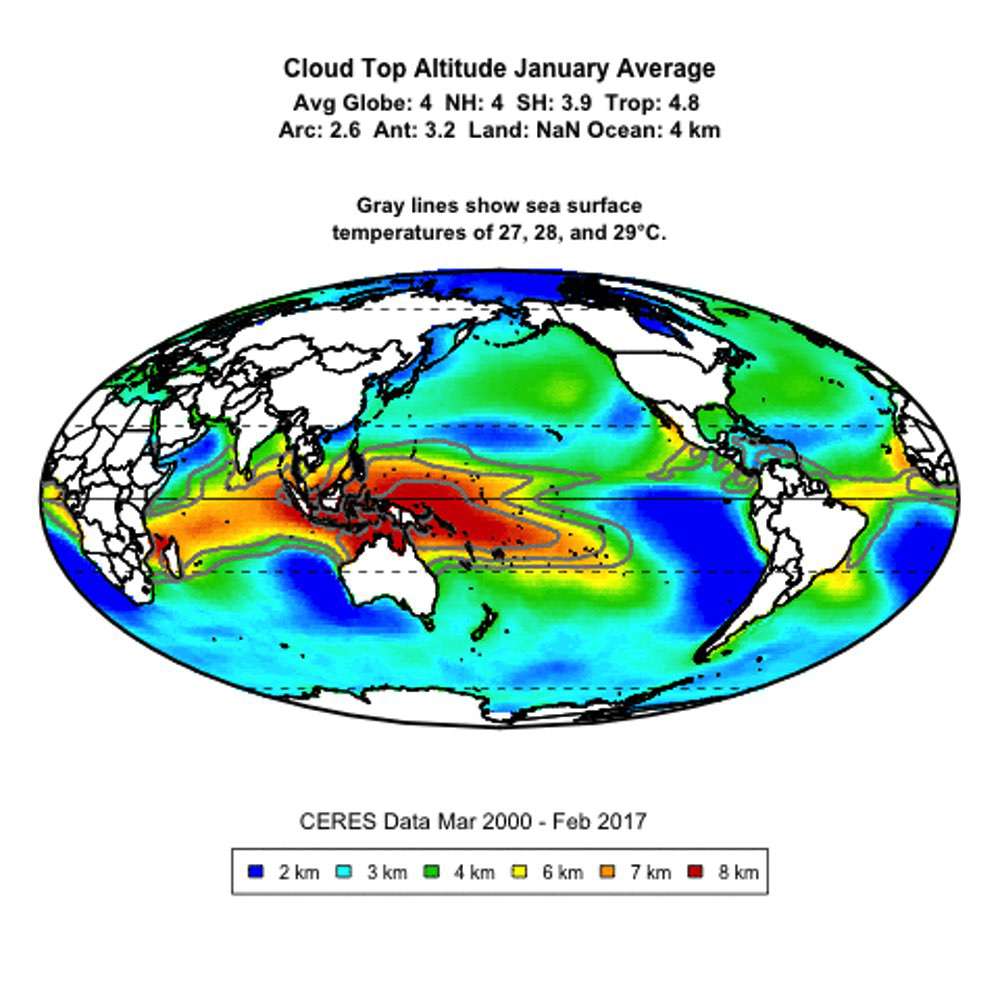 Cloud Top Altitude January Average
Avg Globe: 4 NH: 4 SH: 3.9 Trop: 4.8
Arc: 2.6 Ant: 3.2 Land: NaN Ocean: 4 km
Gray lines show sea surface
temperatures of 27, 28, and 29°C.
CERES Data Mar 2000 - Feb 2017
2 km 3 km 4 km 6 km 7 km 8 km